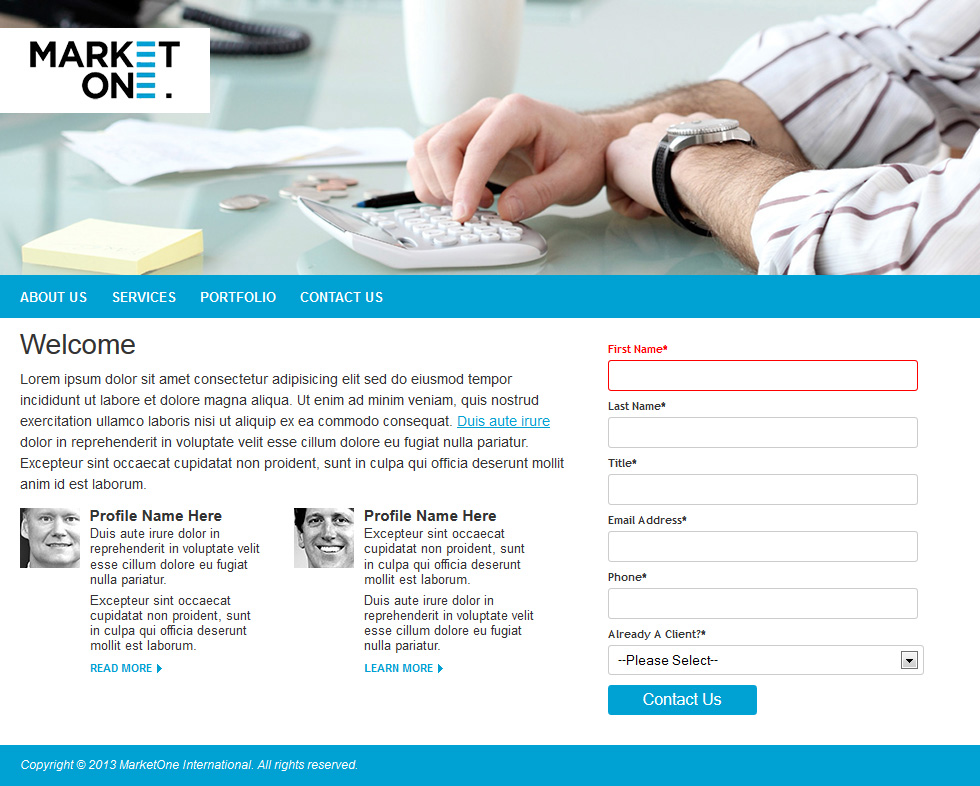 MARKET
ONE.
ABOUT US SERVICES PORTFOLIO CONTACT US
Welcome
Lorem ipsum dolor sit amet consectetur adipisicing elit sed do eiusmod tempor
incididunt ut labore et dolore magna aliqua. Ut enim ad minim veniam, quis nostrud
exercitation ullamco laboris nisi ut aliquip ex ea commodo consequat. Duis aute irure
dolor in reprehenderit in voluptate velit esse cillum dolore eu fugiat nulla pariatur.
Excepteur sint occaecat cupidatat non proident, sunt in culpa qui officia deserunt mollit
anim id est laborum.
Profile Name Here
Duis aute irure dolor in
reprehenderit in voluptate velit
esse cillum dolore eu fugiat
nulla pariatur.
Excepteur sint occaecat
cupidatat non proident, sunt
in culpa qui officia deserunt
mollit est laborum.
READ MORE
Profile Name Here
Excepteur sint occaecat
cupidatat non proident, sunt
in culpa qui officia deserunt
mollit est laborum.
Duis aute irure dolor in
reprehenderit in voluptate velit
esse cillum dolore eu fugiat
nulla pariatur.
LEARN MORE
First Name*
Last Name*
Title*
Email Address*
Phone*
Already A Client?*
--Please Select--
Contact Us
Copyright © 2013 MarketOne International. All rights reserved.